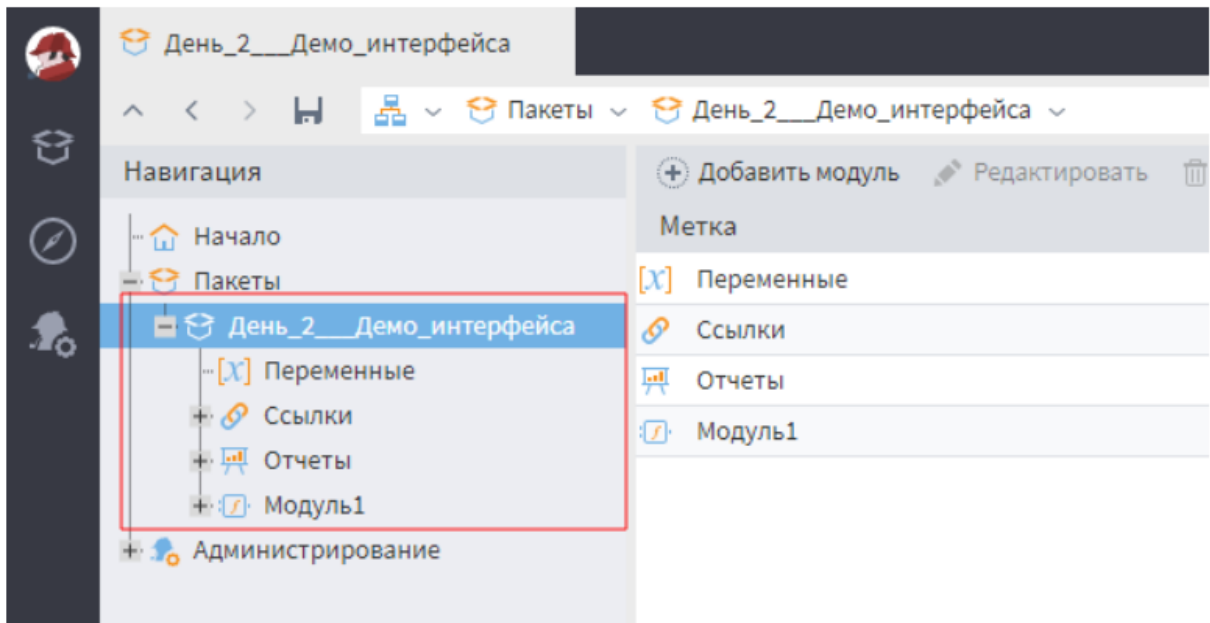 День_2___Демо_интерфейса
Пакеты День_2___Демо_интерфейса
Навигация
Добавить модуль Редактировать
Метка
Начало
Пакеты
День_2___Демо_интерфейса
[X] Переменные
Ссылки
Отчеты
Модуль1
Администрирование
[X] Переменные
Ссылки
Отчеты
Модуль1